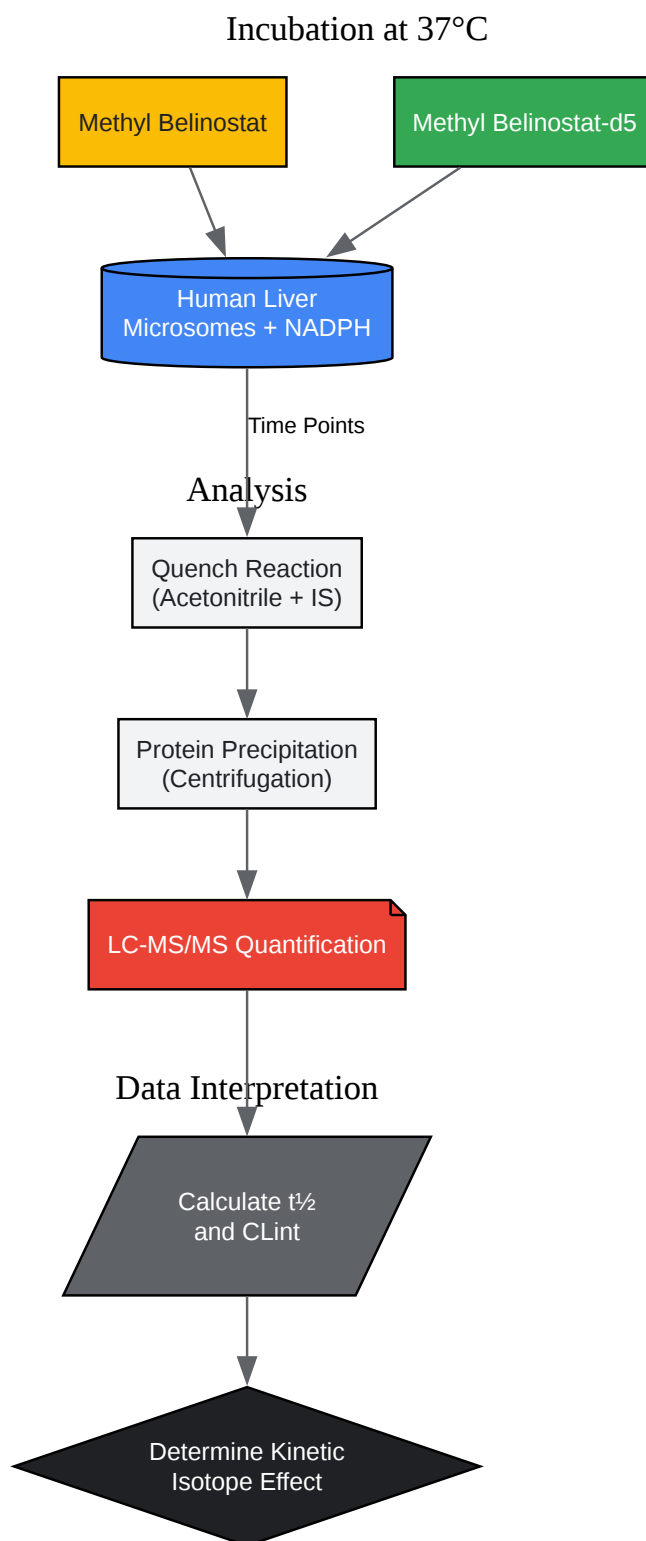 Incubation at 37°C
Methyl Belinostat
Methyl Belinostat-d5
Human Liver
Microsomes + NADPH
Time Points
Analysis
Quench Reaction
(Acetonitrile + IS)
Protein Precipitation
(Centrifugation)
LC-MS/MS Quantification
Data Interpretation
Calculate t½
and CLint
Determine Kinetic
Isotope Effect